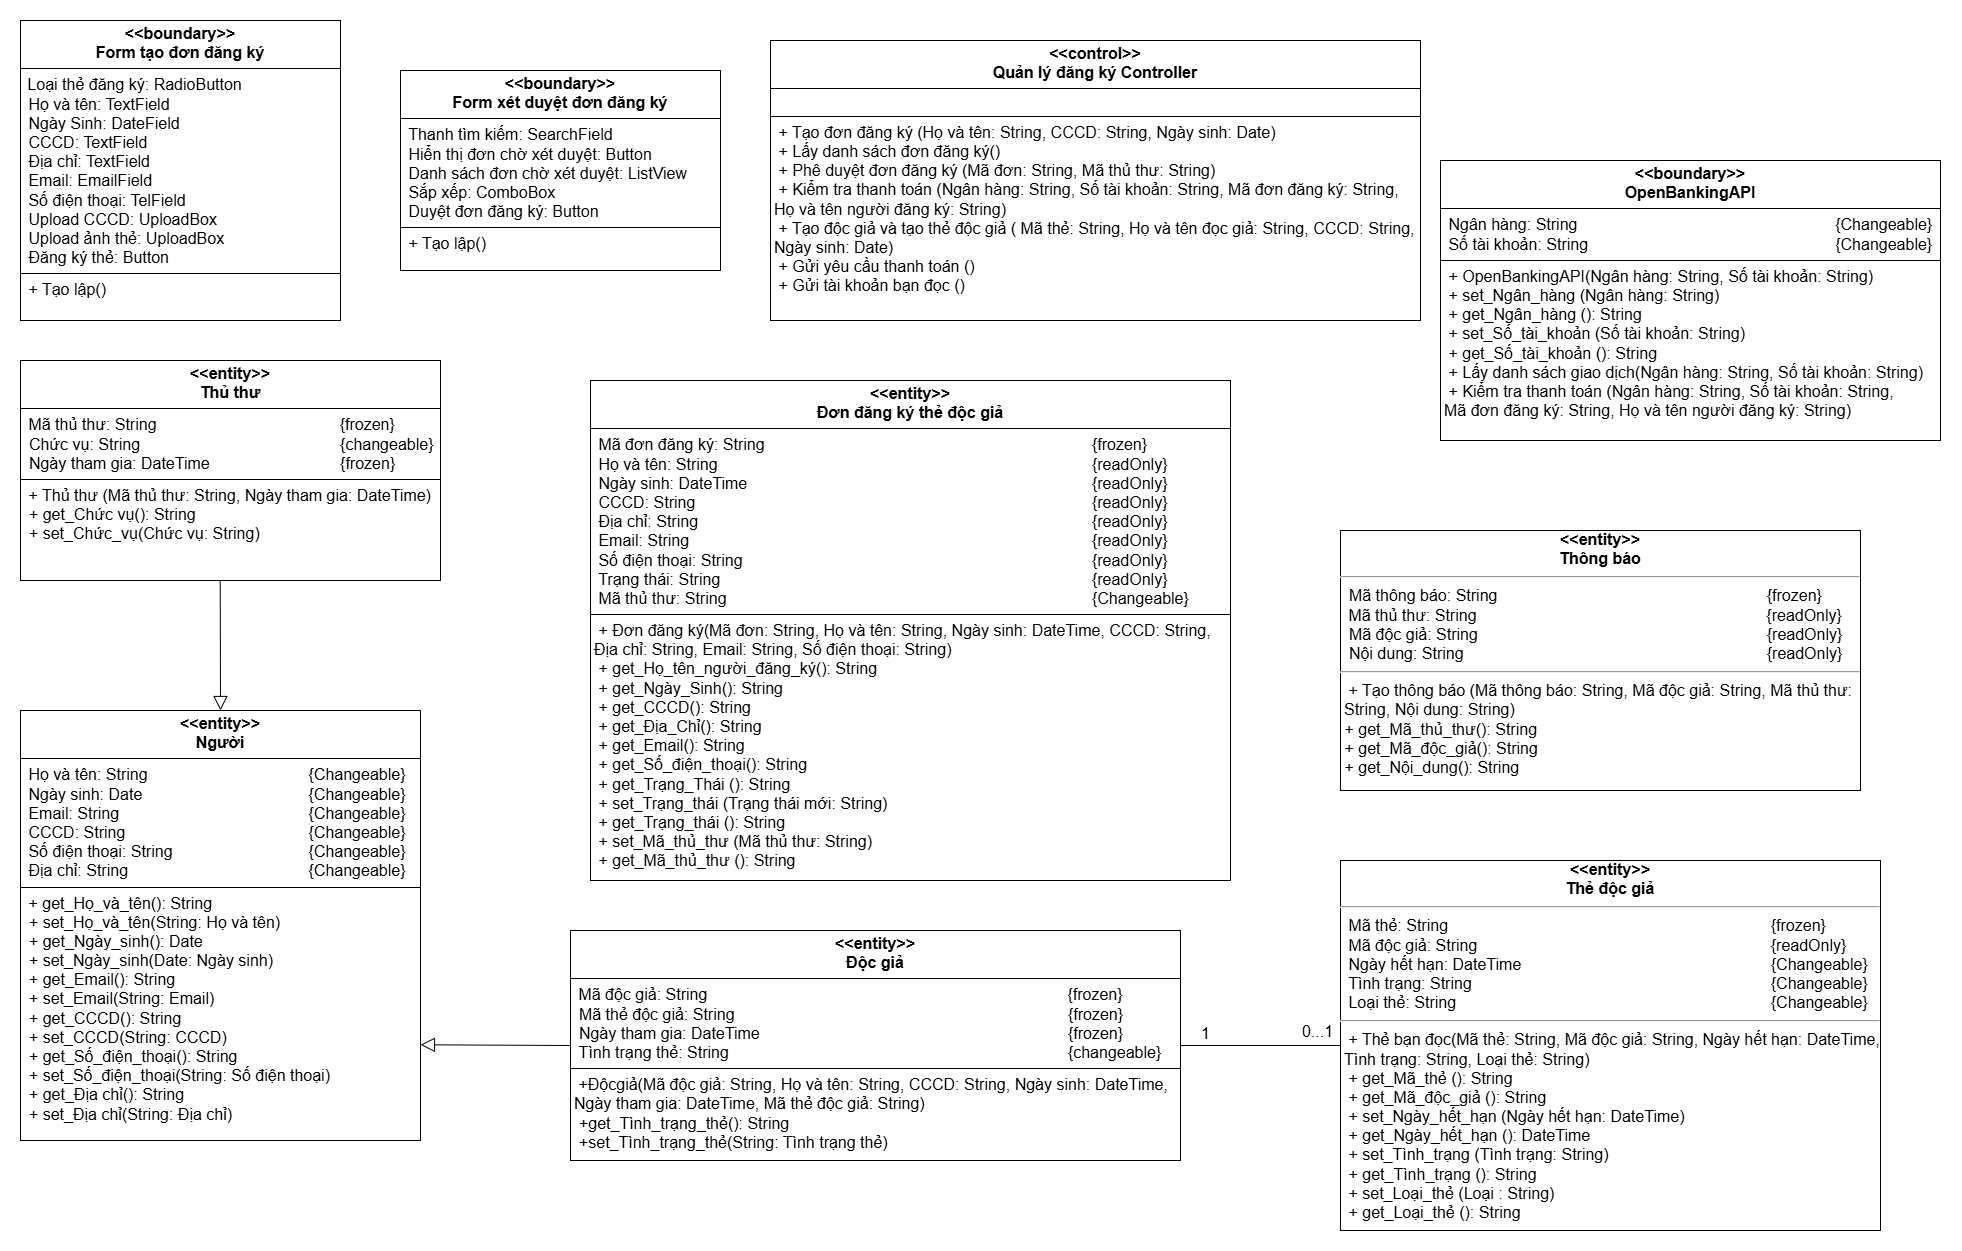 <<boundary>>
Form tạo đơn đăng ký
Loại thẻ đăng ký: RadioButton
Họ và tên: TextField
Ngày Sinh: DateField
CCCD: TextField
Địa chỉ: TextField
Email: EmailField
Số điện thoại: TelField
Upload CCCD: UploadBox
Upload ảnh thẻ: UploadBox
Đăng ký thẻ: Button
+ Tạo lập()
<<boundary>>
Form xét duyệt đơn đăng ký
Thanh tìm kiếm: SearchField
Hiển thị đơn chờ xét duyệt: Button
Danh sách đơn chờ xét duyệt: ListView
Sắp xếp: ComboBox
Duyệt đơn đăng ký: Button
+ Tạo lập()
<<control>>
Quản lý đăng ký Controller
+ Tạo đơn đăng ký (Họ và tên: String, CCCD: String, Ngày sinh: Date)
+ Lấy danh sách đơn đăng ký()
+ Phê duyệt đơn đăng ký (Mã đơn: String, Mã thủ thư: String)
+ Kiểm tra thanh toán (Ngân hàng: String, Số tài khoản: String, Mã đơn đăng ký: String,
Họ và tên người đăng ký: String)
+ Tạo độc giả và tạo thẻ độc giả ( Mã thẻ: String, Họ và tên độc giả: String, CCCD: String,
Ngày sinh: Date)
+ Gửi yêu cầu thanh toán ()
+ Gửi tài khoản bạn đọc ()
<<boundary>>
OpenBankingAPI
Ngân hàng: String {Changeable}
Số tài khoản: String {Changeable}
+ OpenBankingAPI(Ngân hàng: String, Số tài khoản: String)
+ set_Ngân_hàng (Ngân hàng: String)
+ get_Ngân_hàng (): String
+ set_Số_tài_khoản (Số tài khoản: String)
+ get_Số_tài_khoản (): String
+ Lấy danh sách giao dịch(Ngân hàng: String, Số tài khoản: String)
+ Kiểm tra thanh toán (Ngân hàng: String, Số tài khoản: String,
Mã đơn đăng ký: String, Họ và tên người đăng ký: String)
<<entity>>
Thủ thư
Mã thủ thư: String {frozen}
Chức vụ: String {changeable}
Ngày tham gia: DateTime {frozen}
+ Thủ thư (Mã thủ thư: String, Ngày tham gia: DateTime)
+ get_Chức vụ(): String
+ set_Chức_vụ(Chức vụ: String)
<<entity>>
Đơn đăng ký thẻ độc giả
Mã đơn đăng ký: String {frozen}
Họ và tên: String {readOnly}
Ngày sinh: DateTime {readOnly}
CCCD: String {readOnly}
Địa chỉ: String {readOnly}
Email: String {readOnly}
Số điện thoại: String {readOnly}
Trạng thái: String {readOnly}
Mã thủ thư: String {Changeable}
+ Đơn đăng ký(Mã đơn: String, Họ và tên: String, Ngày sinh: DateTime, CCCD: String,
Địa chỉ: String, Email: String, Số điện thoại: String)
+ get_Họ_tên_người_đăng_ký(): String
+ get_Ngày_Sinh(): String
+ get_CCCD(): String
+ get_Địa_Chỉ(): String
+ get_Email(): String
+ get_Số_điện_thoại(): String
+ get_Trạng_Thái (): String
+ set_Trạng_thái (Trạng thái mới: String)
+ get_Trạng_thái (): String
+ set_Mã_thủ_thư (Mã thủ thư: String)
+ get_Mã_thủ_thư (): String
<<entity>>
Thông báo
Mã thông báo: String {frozen}
Mã thủ thư: String {readOnly}
Mã độc giả: String {readOnly}
Nội dung: String {readOnly}
+ Tạo thông báo (Mã thông báo: String, Mã độc giả: String, Mã thủ thư:
String, Nội dung: String)
+ get_Mã_thủ_thư(): String
+ get_Mã_độc_giả(): String
+ get_Nội_dung(): String
<<entity>>
Người
Họ và tên: String {Changeable}
Ngày sinh: Date {Changeable}
Email: String {Changeable}
CCCD: String {Changeable}
Số điện thoại: String {Changeable}
Địa chỉ: String {Changeable}
+ get_Họ_và_tên(): String
+ set_Họ_và_tên(String: Họ và tên)
+ get_Ngày_sinh(): Date
+ set_Ngày_sinh(Date: Ngày sinh)
+ get_Email(): String
+ set_Email(String: Email)
+ get_CCCD(): String
+ set_CCCD(String: CCCD)
+ get_Số_điện_thoại(): String
+ set_Số_điện_thoại(String: Số điện thoại)
+ get_Địa chỉ(): String
+ set_Địa chỉ(String: Địa chỉ)
<<entity>>
Độc giả
Mã độc giả: String {frozen}
Mã thẻ độc giả: String {frozen}
Ngày tham gia: DateTime {frozen}
Tình trạng thẻ: String {changeable}
+Độcgiả(Mã độc giả: String, Họ và tên: String, CCCD: String, Ngày sinh: DateTime,
Ngày tham gia: DateTime, Mã thẻ độc giả: String)
+get_Tình_trạng_thẻ(): String
+set_Tình_trạng_thẻ(String: Tình trạng thẻ)
1 0...1
<<entity>>
Thẻ độc giả
Mã thẻ: String {frozen}
Mã độc giả: String {readOnly}
Ngày hết hạn: DateTime {Changeable}
Tình trạng: String {Changeable}
Loại thẻ: String {Changeable}
+ Thẻ bạn đọc(Mã thẻ: String, Mã độc giả: String, Ngày hết hạn: DateTime,
Tình trạng: String, Loại thẻ: String)
+ get_Mã_thẻ (): String
+ get_Mã_độc_giả (): String
+ set_Ngày_hết_hạn (Ngày hết hạn: DateTime)
+ get_Ngày_hết_hạn (): DateTime
+ set_Tình_trạng (Tình trạng: String)
+ get_Tình_trạng (): String
+ set_Loại_thẻ (Loại : String)
+ get_Loại_thẻ (): String